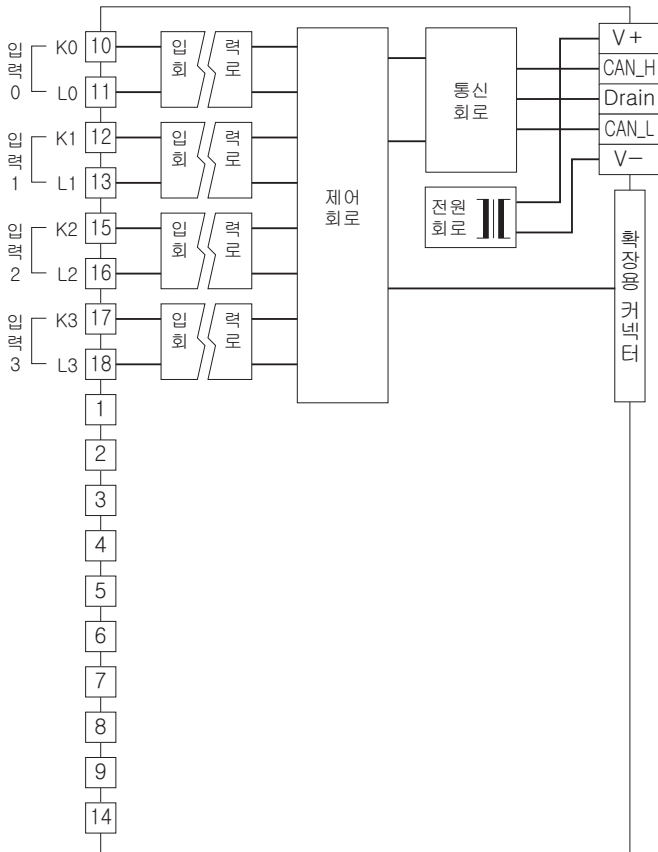 입력 0
K0
10
L0
11
입력 1
K1
12
L1
13
입력 2
K2
15
L2
16
입력 3
K3
17
L3
18
1
2
3
4
5
6
7
8
9
14
입력
회로
입력
회로
입력
회로
입력
회로
제어
회로
통신
회로
전원
회로
V+
CAN_H
Drain
CAN_L
V−
확장용 커넥터